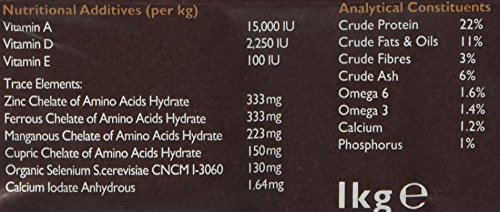 Nutritional Additives (per kg)
Vitamin A 15,000 IU
Vitamin D 2,250 IU
Vitamin E 100 IU
Trace Elements:
Zinc Chelate of Amino Acids Hydrate 333mg
Ferrous Chelate of Amino Acids Hydrate 333mg
Manganous Chelate of Amino Acids Hydrate 223mg
Cupric Chelate of Amino Acids Hydrate 150mg
Organic Selenium S.cerevisiae CNCM I-3060 130mg
Calcium Iodate Anhydrous 1.64mg
Analytical Constituents
Crude Protein 22%
Crude Fats & Oils 11%
Crude Fibres 3%
Crude Ash 6%
Omega 6 1.6%
Omega 3 1.4%
Calcium 1.2%
Phosphorus 1%
1kg ℮